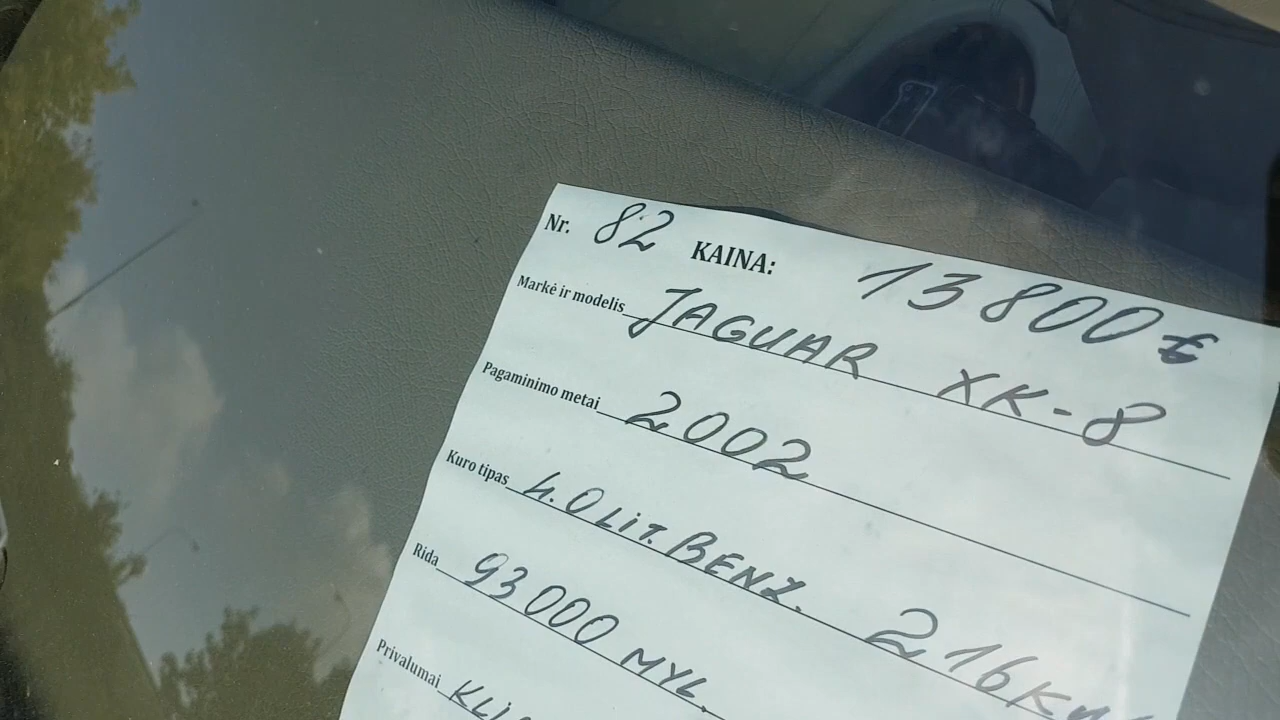 Nr. 82 KAINA: 13800€
Markė ir modelis JAGUAR XK-8
Pagaminimo metai 2002
Kuro tipas 4.0 LIT. BENZ. 216
Rida 93000 MYL.
Privalumai